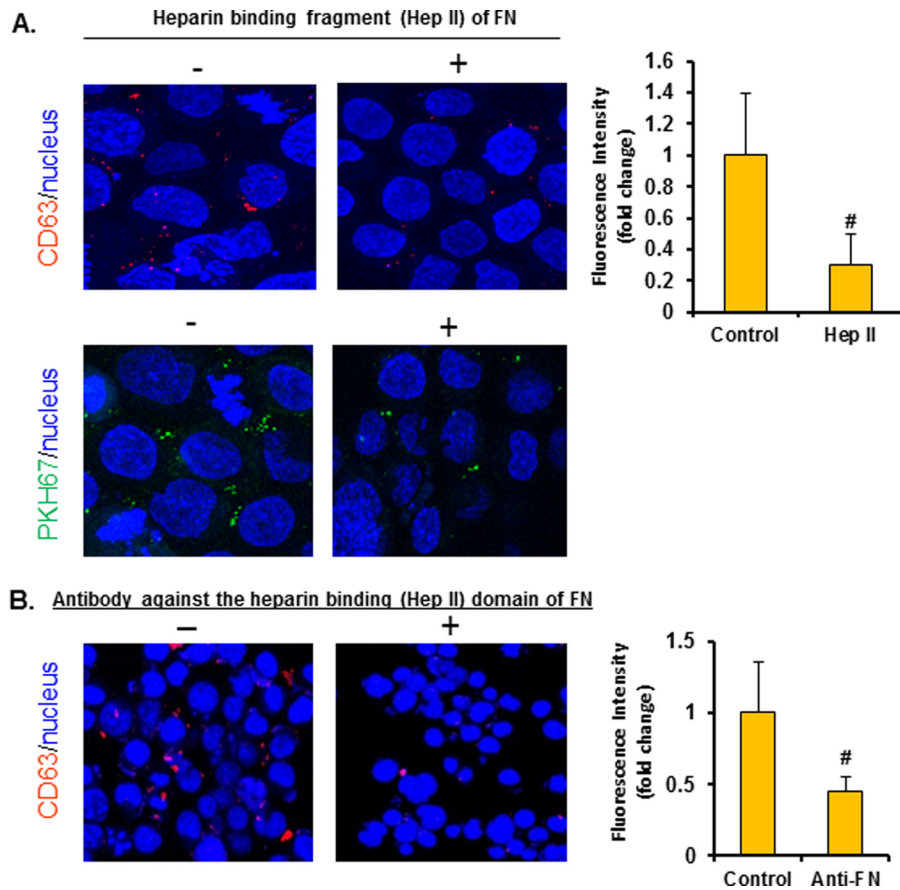 A.
Heparin binding fragment (Hep II) of FN
- +
CD63/nucleus
Fluorescence Intensity
(fold change)
1.6
1.4
1.2
1
0.8
0.6
0.4
0.2
0
#
Control Hep II
- +
PKH67/nucleus
B. Antibody against the heparin binding (Hep II) domain of FN
– +
CD63/nucleus
Fluorescence Intensity
(fold change)
1.5
1
0.5
0
#
Control Anti-FN